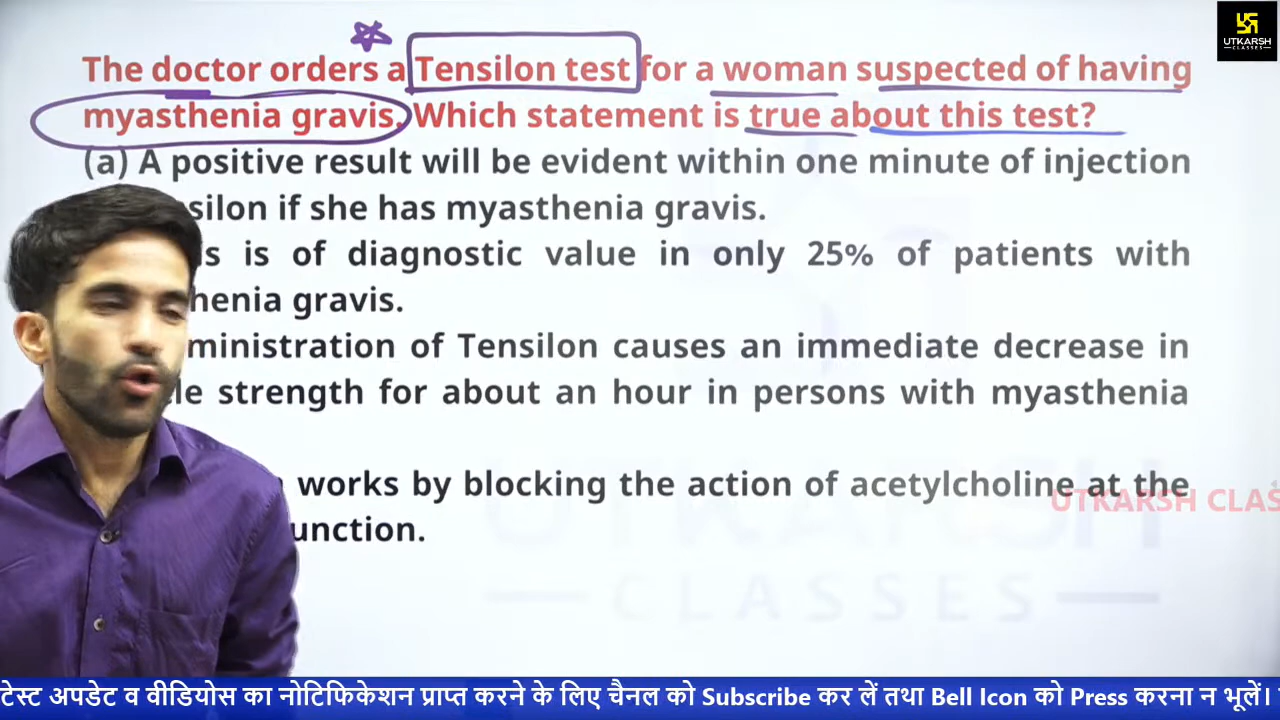 UTKARSH
CLASSES
The doctor orders a Tensilon test for a woman suspected of having
myasthenia gravis. Which statement is true about this test?
(a) A positive result will be evident within one minute of injection
silon if she has myasthenia gravis.
s is of diagnostic value in only 25% of patients with
henia gravis.
ministration of Tensilon causes an immediate decrease in
le strength for about an hour in persons with myasthenia
works by blocking the action of acetylcholine at the
unction.
UTKARSH CLAS
UTKARSH
CLASSES
टेस्ट अपडेट व वीडियोस का नोटिफिकेशन प्राप्त करने के लिए चैनल को Subscribe कर लें तथा Bell Icon को Press करना न भूलें।